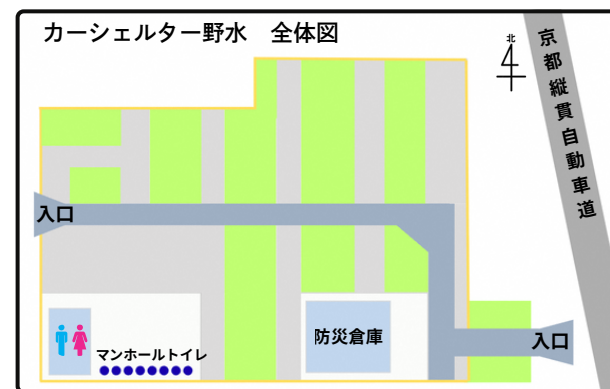 カーシェルター野水 全体図
北
京都縦貫自動車道
入口
防災倉庫
入口
マンホールトイレ